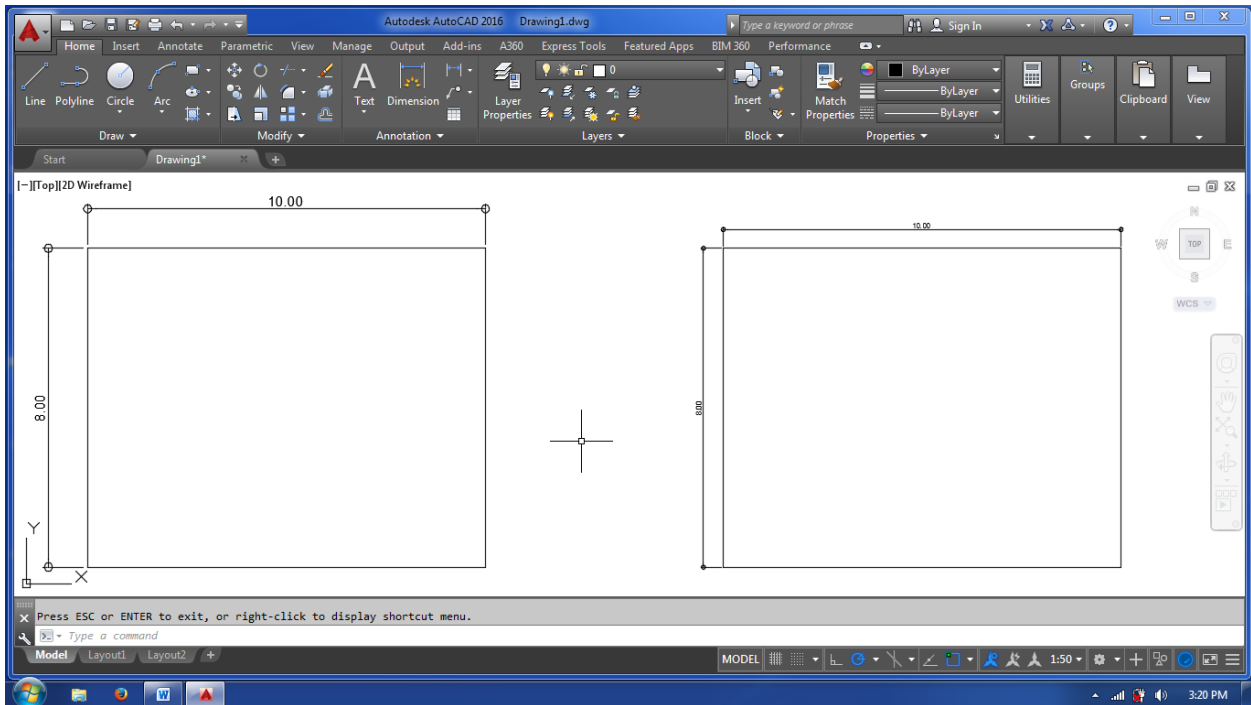 Autodesk AutoCAD 2016 Drawing1.dwg
Type a keyword or phrase
Sign In
Home Insert Annotate Parametric View Manage Output Add-ins A360 Express Tools Featured Apps BIM 360 Performance
0
ByLayer
ByLayer
ByLayer
Line Polyline Circle Arc
Text Dimension
Layer Properties
Insert
Match Properties
Utilities
Groups
Clipboard
View
Draw
Modify
Annotation
Layers
Block
Properties
Start Drawing1*
[−][Top][2D Wireframe]
10.00
10.00
8.00
8.00
N
W TOP E
S
WCS
Y
X
Press ESC or ENTER to exit, or right-click to display shortcut menu.
Type a command
Model Layout1 Layout2 +
MODEL 1:50
3:20 PM